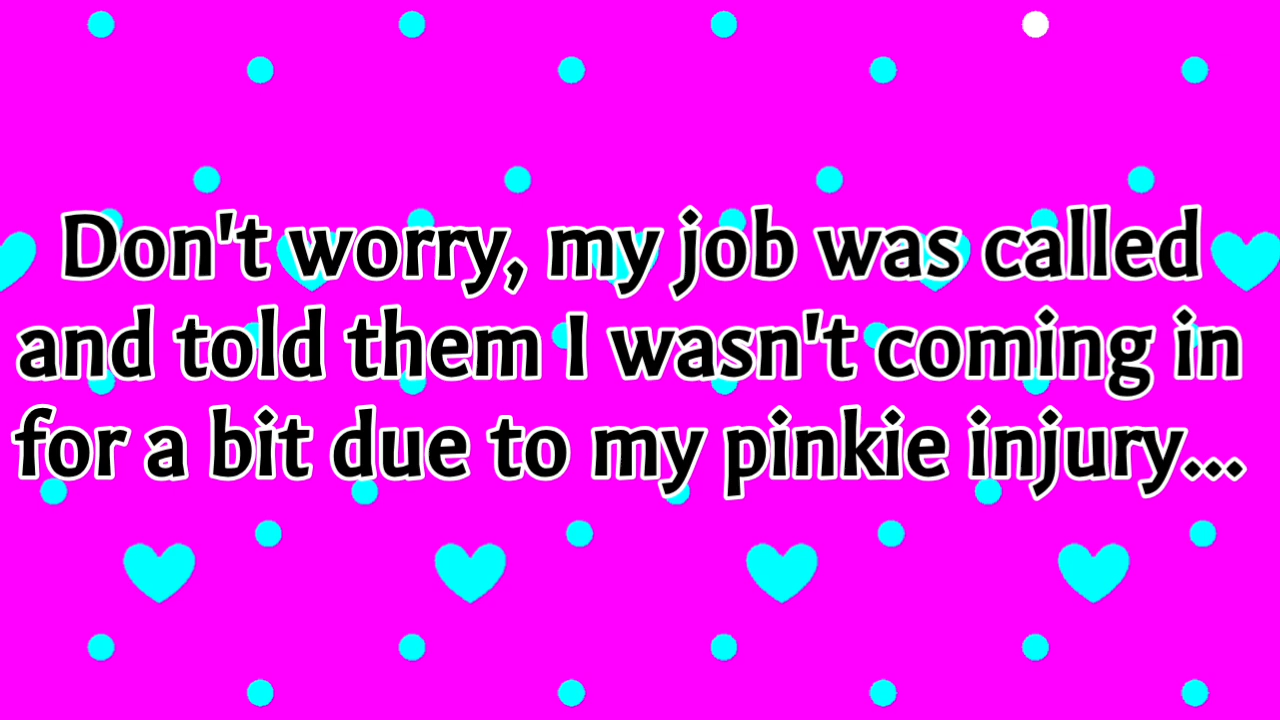 Don't worry, my job was called
and told them I wasn't coming in
for a bit due to my pinkie injury...